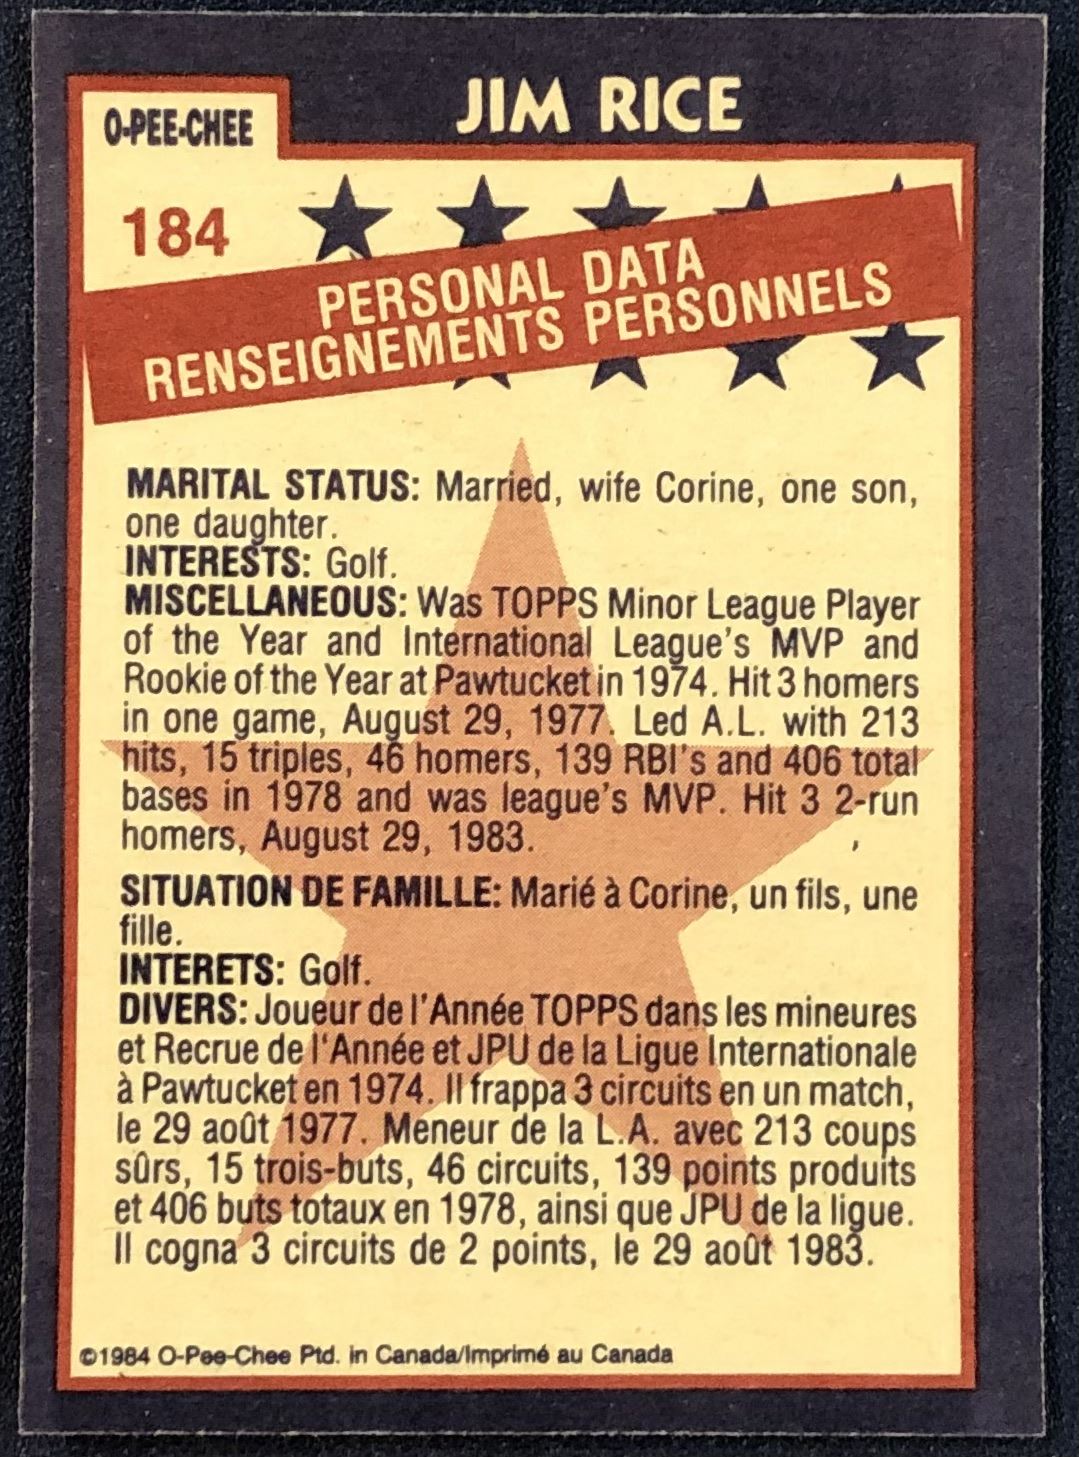 JIM RICE
O-PEE-CHEE
184
PERSONAL DATA
RENSEIGNEMENTS PERSONNELS
MARITAL STATUS: Married, wife Corine, one son,
one daughter.
INTERESTS: Golf.
MISCELLANEOUS: Was TOPPS Minor League Player
of the Year and International League's MVP and
Rookie of the Year at Pawtucket in 1974. Hit 3 homers
in one game, August 29, 1977. Led A.L. with 213
hits, 15 triples, 46 homers, 139 RBI's and 406 total
bases in 1978 and was league's MVP. Hit 3 2-run
homers, August 29, 1983.
SITUATION DE FAMILLE: Marié à Corine, un fils, une
fille.
INTERETS: Golf.
DIVERS: Joueur de l'Année TOPPS dans les mineures
et Recrue de l'Année et JPU de la Ligue Internationale
à Pawtucket en 1974. Il frappa 3 circuits en un match,
le 29 août 1977. Meneur de la L.A. avec 213 coups
sûrs, 15 trois-buts, 46 circuits, 139 points produits
et 406 buts totaux en 1978, ainsi que JPU de la ligue.
Il cogna 3 circuits de 2 points, le 29 août 1983.
©1984 O-Pee-Chee Ptd. in Canada/Imprimé au Canada